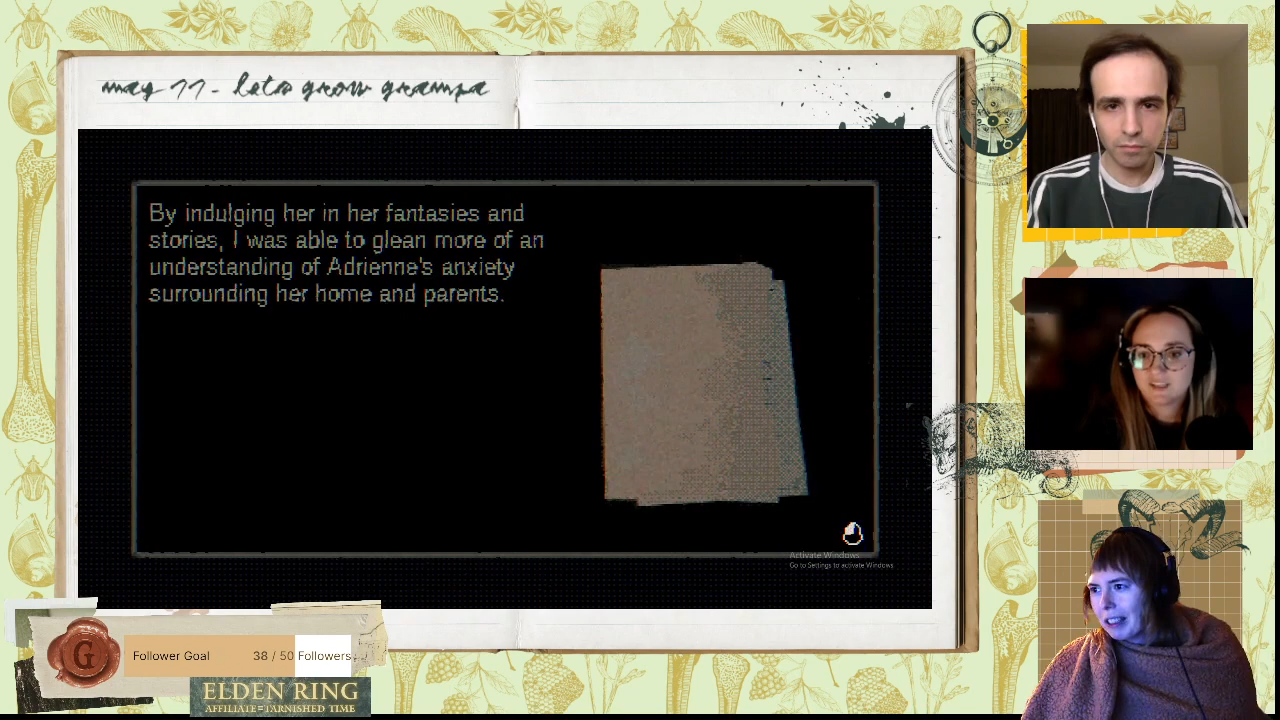 may 11 - lets grow grampa
By indulging her in her fantasies and
stories, I was able to glean more of an
understanding of Adrienne's anxiety
surrounding her home and parents.
Activate Windows
Go to Settings to activate Windows.
G
Follower Goal 38 / 50 Followers
ELDEN RING
AFFILIATE=TARNISHED TIME